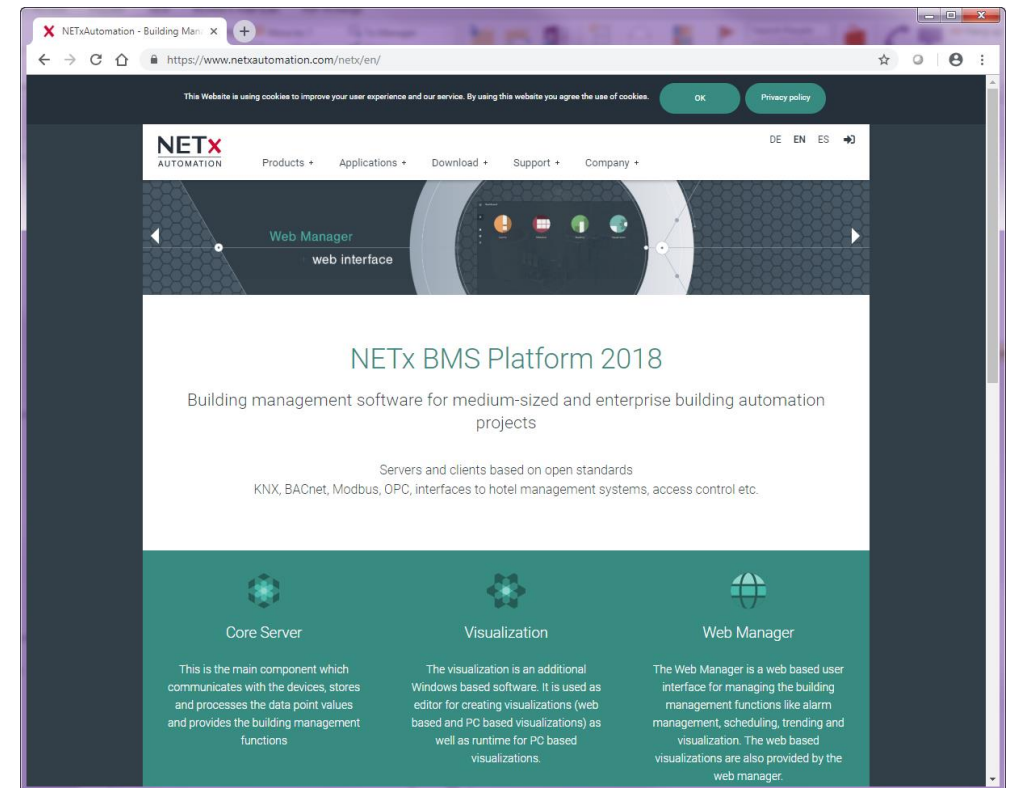 NETxAutomation - Building Man
https://www.netxautomation.com/netx/en/
This Website is using cookies to improve your user experience and our service. By using this website you agree the use of cookies.
OK
Privacy policy
NETX
AUTOMATION
Products +
Applications +
Download +
Support +
Company +
DE EN ES
Web Manager
web interface
NETx BMS Platform 2018
Building management software for medium-sized and enterprise building automation
projects
Servers and clients based on open standards
KNX, BACnet, Modbus, OPC, interfaces to hotel management systems, access control etc.
Core Server
This is the main component which
communicates with the devices, stores
and processes the data point values
and provides the building management
functions
Visualization
The visualization is an additional
Windows based software. It is used as
editor for creating visualizations (web
based and PC based visualizations) as
well as runtime for PC based
visualizations.
Web Manager
The Web Manager is a web based user
interface for managing the building
management functions like alarm
management, scheduling, trending and
visualization. The web based
visualizations are also provided by the
web manager.